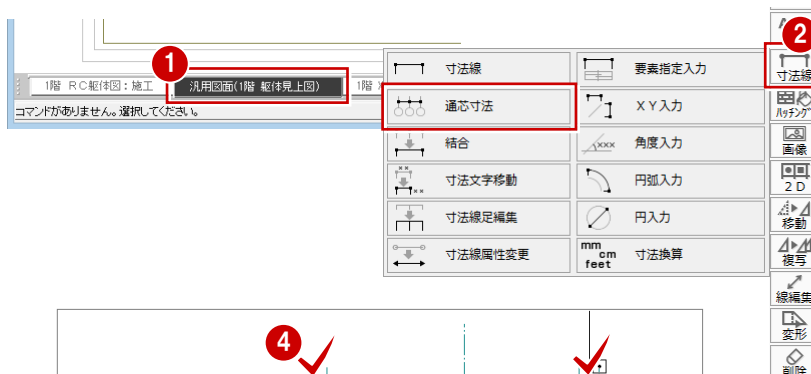 1
2
1階 RC躯体図：施工
汎用図面(1階 躯体見上図)
1階
コマンドがありません。選択してください。
寸法線
要素指定入力
通芯寸法
XY入力
結合
xxx
角度入力
寸法文字移動
円弧入力
寸法線足編集
円入力
寸法線属性変更
mm
cm
feet
寸法換算
寸法線
ハッチング
画像
2D
移動
複写
線編集
変形
削除
4